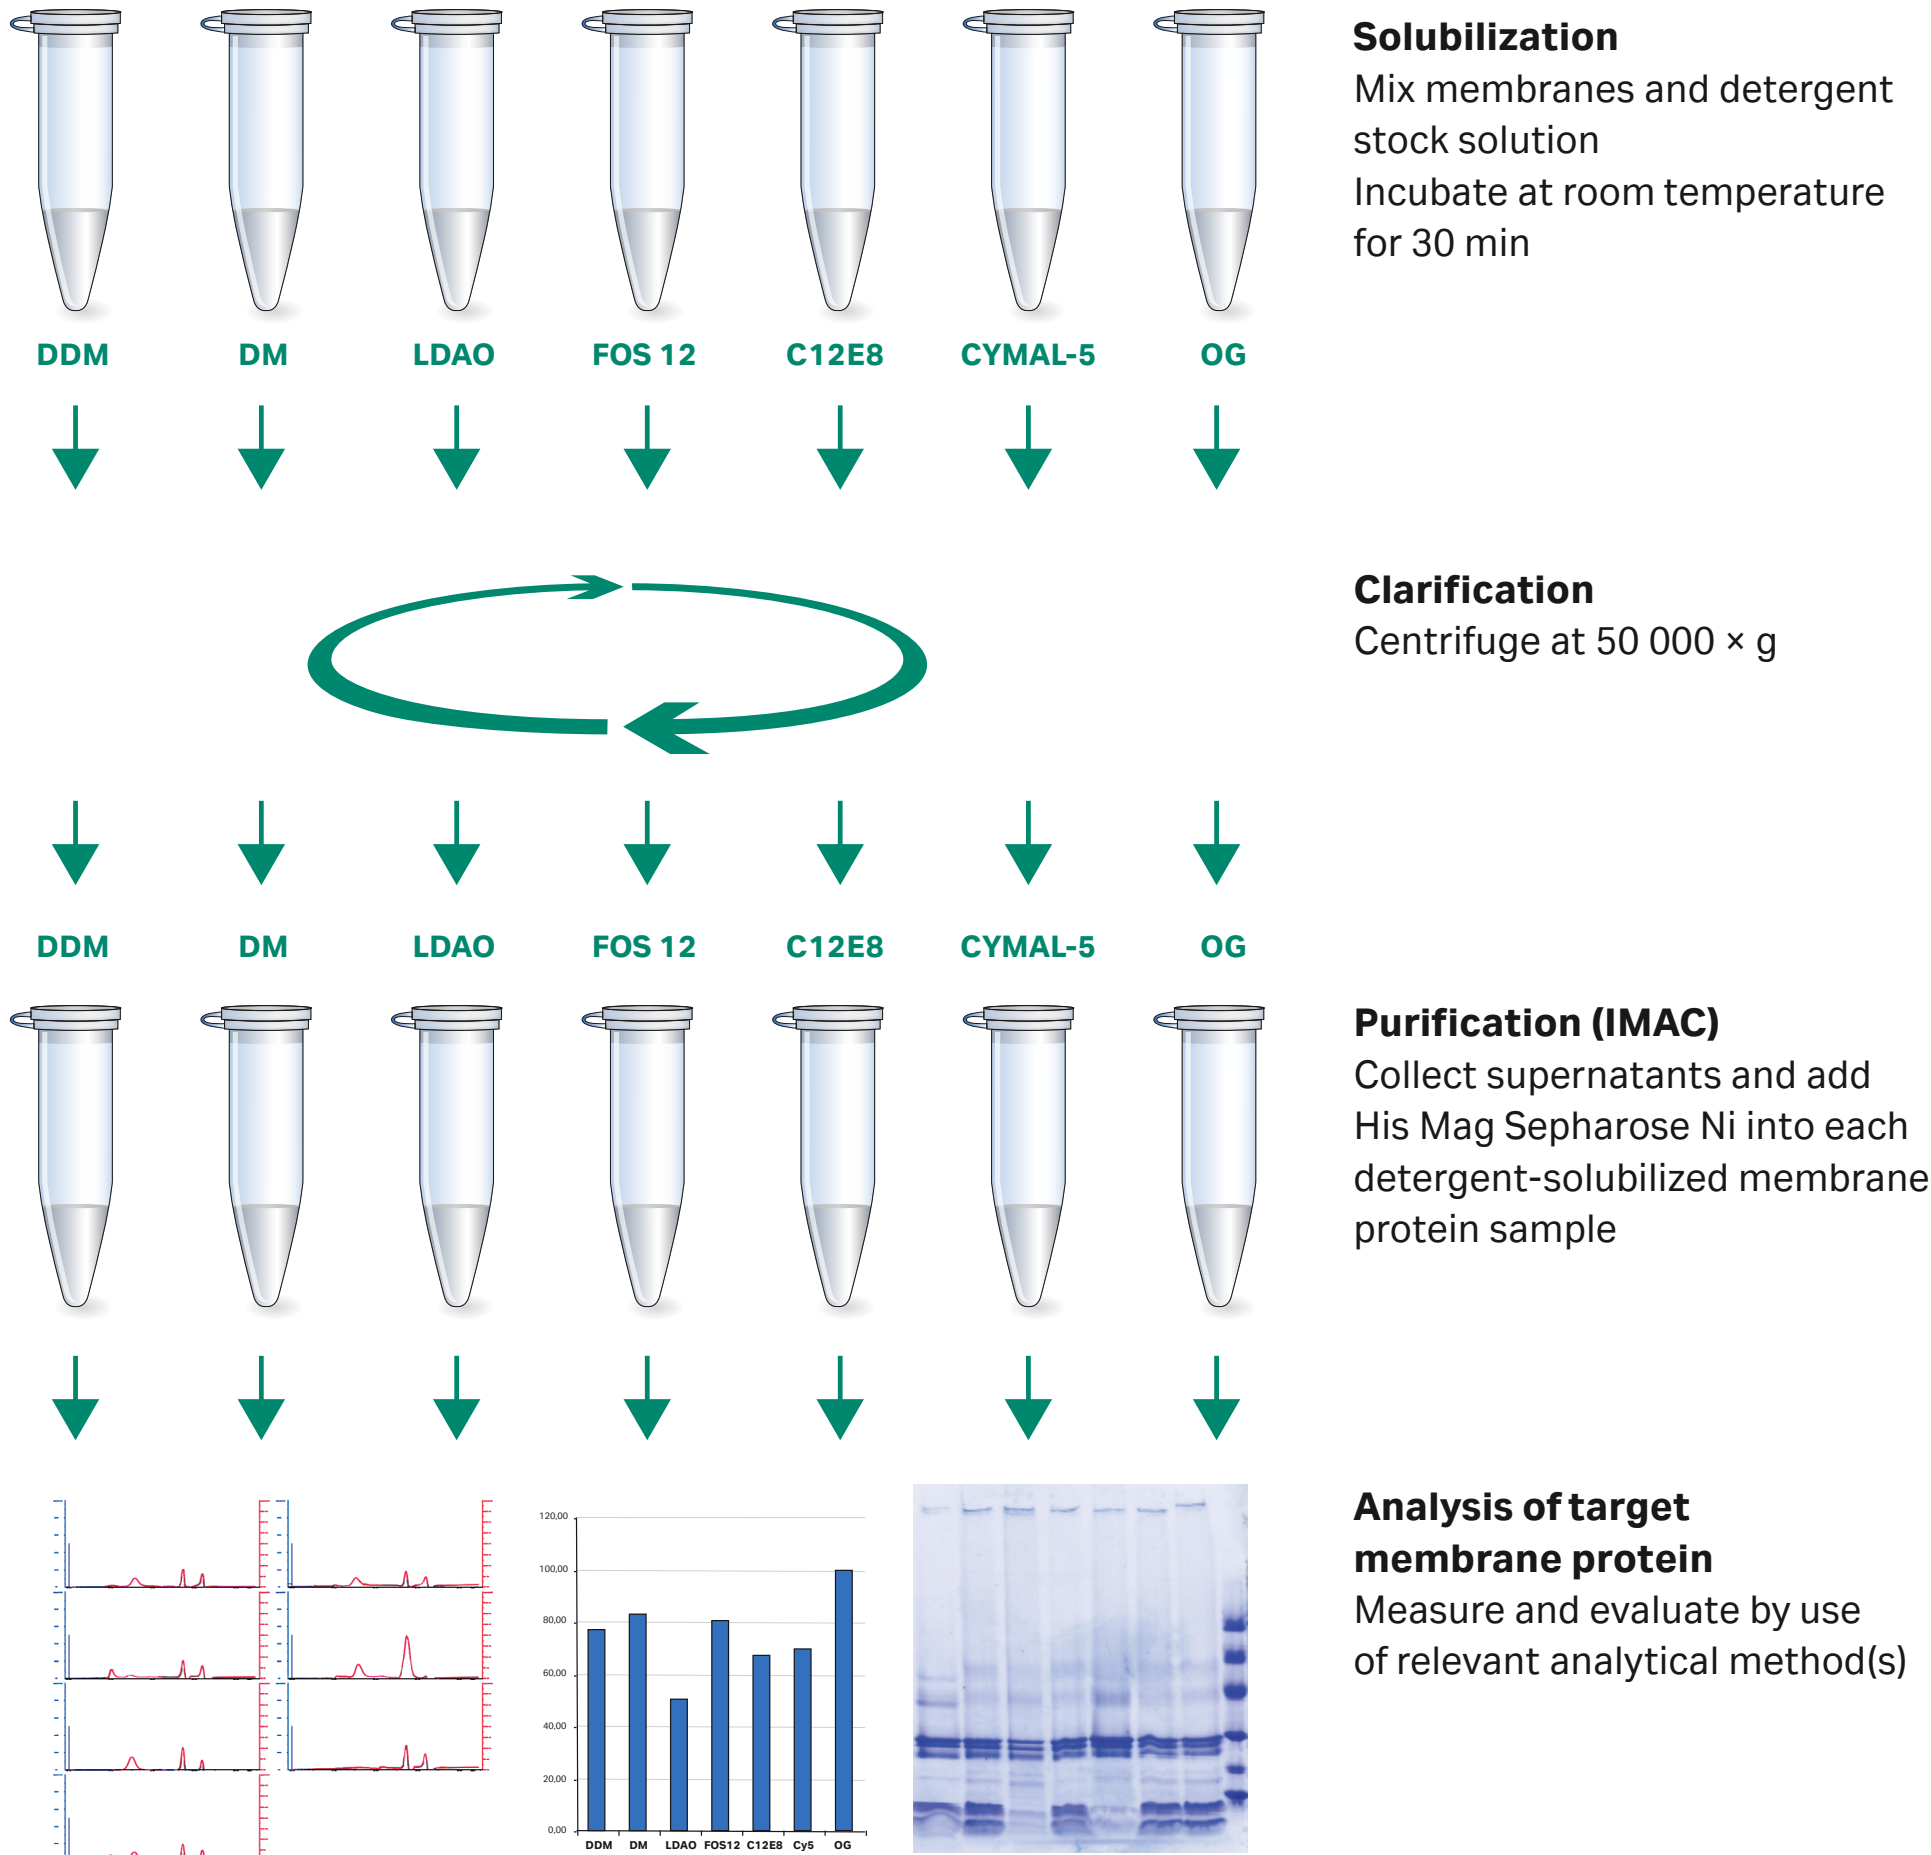 Solubilization
Mix membranes and detergent
stock solution
Incubate at room temperature
for 30 min
DDM DM LDAO FOS 12 C12E8 CYMAL-5 OG
Clarification
Centrifuge at 50 000 × g
DDM DM LDAO FOS 12 C12E8 CYMAL-5 OG
Purification (IMAC)
Collect supernatants and add
His Mag Sepharose Ni into each
detergent-solubilized membrane
protein sample
Analysis of target
membrane protein
Measure and evaluate by use
of relevant analytical method(s)
120,00
100,00
80,00
60,00
40,00
20,00
0,00
DDM DM LDAO FOS12 C12E8 Cy5 OG